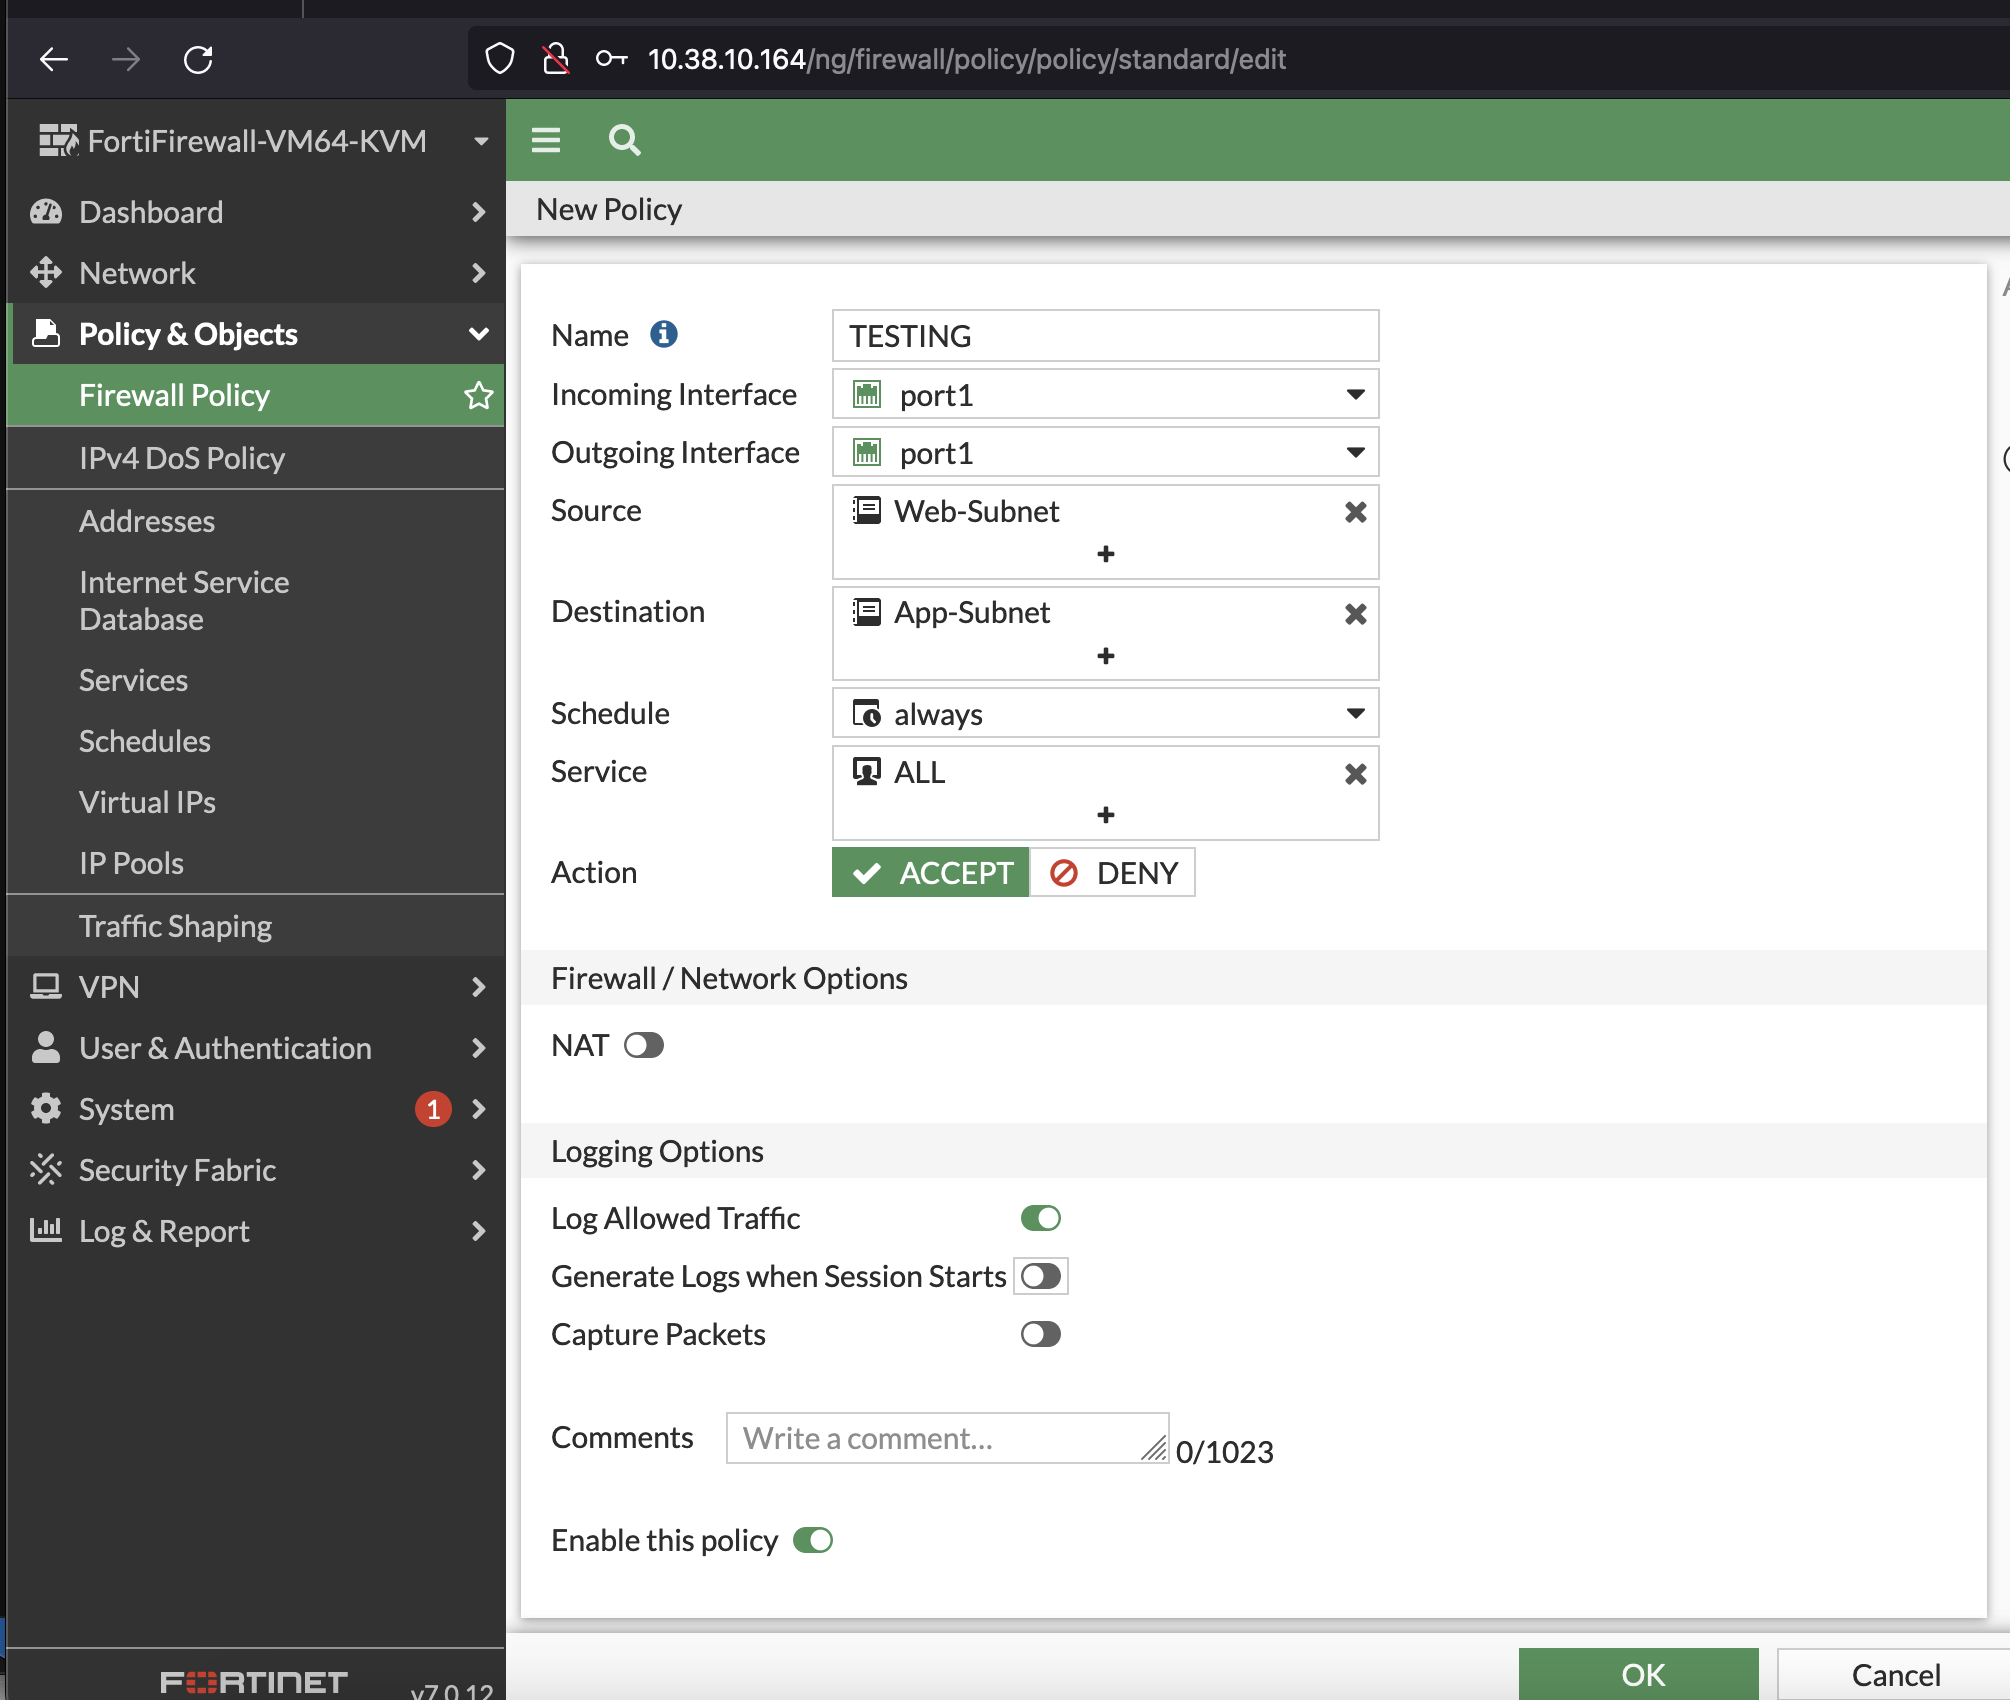 10.38.10.164/ng/firewall/policy/policy/standard/edit
FortiFirewall-VM64-KVM
Dashboard
Network
Policy & Objects
Firewall Policy
IPv4 DoS Policy
Addresses
Internet Service
Database
Services
Schedules
Virtual IPs
IP Pools
Traffic Shaping
VPN
User & Authentication
System 1
Security Fabric
Log & Report
FORTINET
v7.0.12
New Policy
Name TESTING
Incoming Interface port1
Outgoing Interface port1
Source Web-Subnet
+
Destination App-Subnet
+
Schedule always
Service ALL
+
Action ACCEPT DENY
Firewall / Network Options
NAT
Logging Options
Log Allowed Traffic
Generate Logs when Session Starts
Capture Packets
Comments Write a comment... 0/1023
Enable this policy
OK Cancel